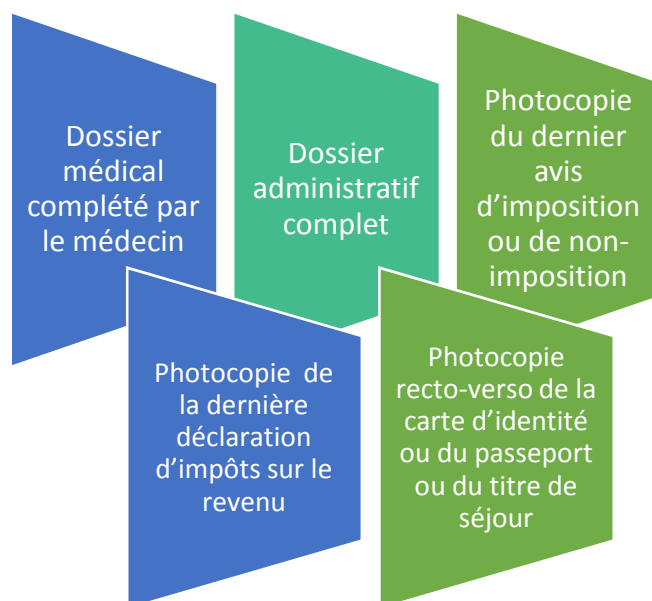 Dossier
médical
complété par
le médecin
Dossier
administratif
complet
Photocopie
du dernier
avis
d’imposition
ou de non-
imposition
Photocopie de
la dernière
déclaration
d’impôts sur le
revenu
Photocopie
recto-verso de la
carte d’identité
ou du passeport
ou du titre de
séjour